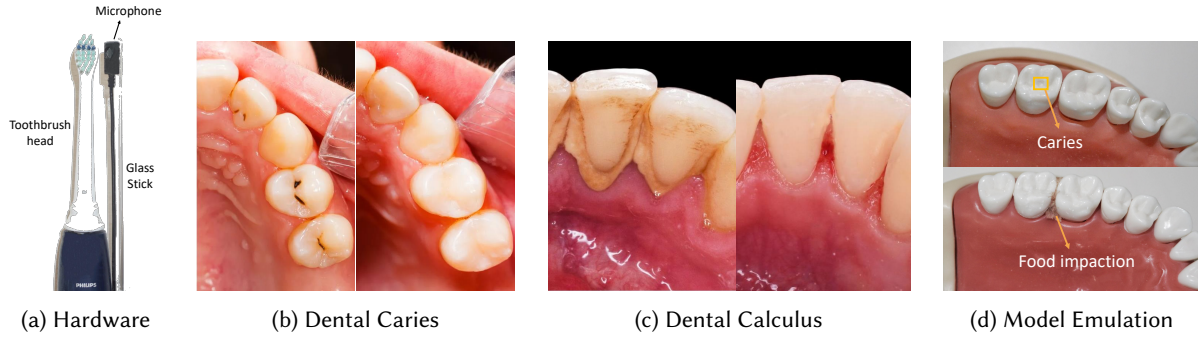 Microphone
Toothbrush
head
Glass
Stick
PHILIPS
Caries
Food impaction
(a) Hardware
(b) Dental Caries
(c) Dental Calculus
(d) Model Emulation